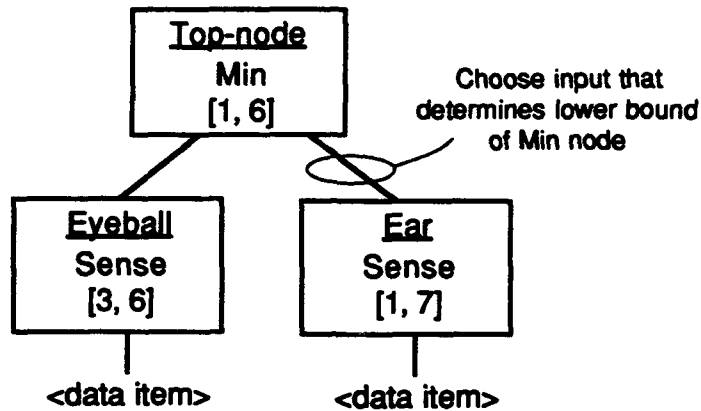 Top-node
Min
[1, 6]
Choose input that
determines lower bound
of Min node
Eyeball
Sense
[3, 6]
Ear
Sense
[1, 7]
<data item>
<data item>